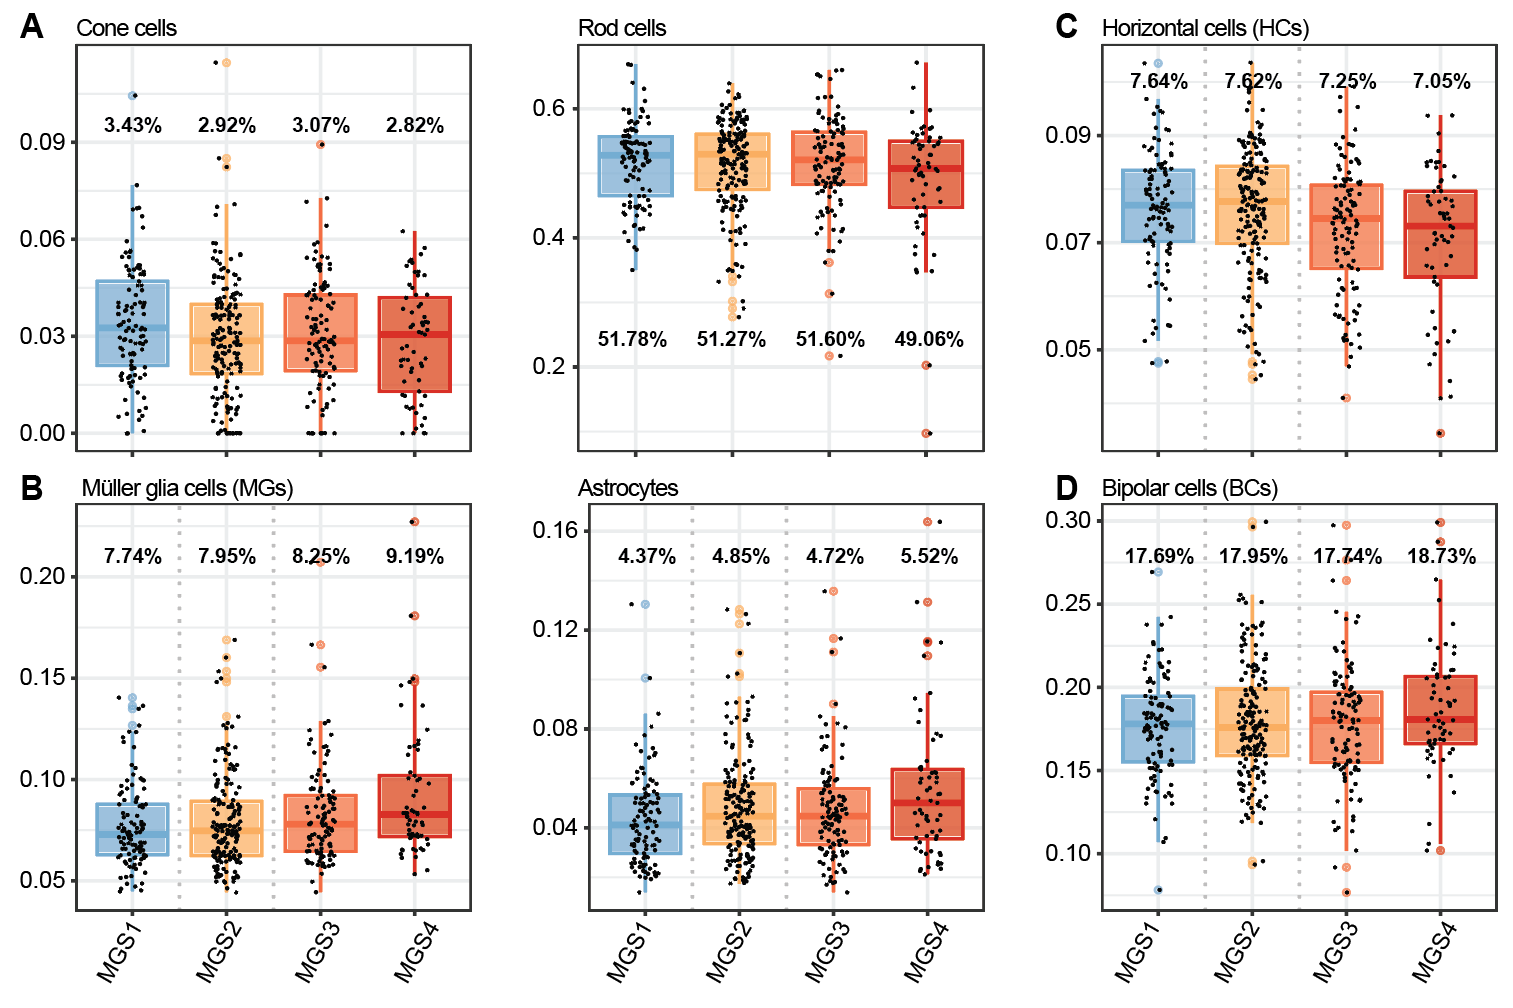 A
Cone cells
3.43% 2.92% 3.07% 2.82%
0.09
0.06
0.03
0.00
Rod cells
0.6
0.4
0.2
51.78% 51.27% 51.60% 49.06%
C
Horizontal cells (HCs)
7.64% 7.62% 7.25% 7.05%
0.09
0.07
0.05
B
Müller glia cells (MGs)
7.74% 7.95% 8.25% 9.19%
0.20
0.15
0.10
0.05
MGS1 MGS2 MGS3 MGS4
Astrocytes
0.16
4.37% 4.85% 4.72% 5.52%
0.12
0.08
0.04
MGS1 MGS2 MGS3 MGS4
D
Bipolar cells (BCs)
0.30
17.69% 17.95% 17.74% 18.73%
0.25
0.20
0.15
0.10
MGS1 MGS2 MGS3 MGS4